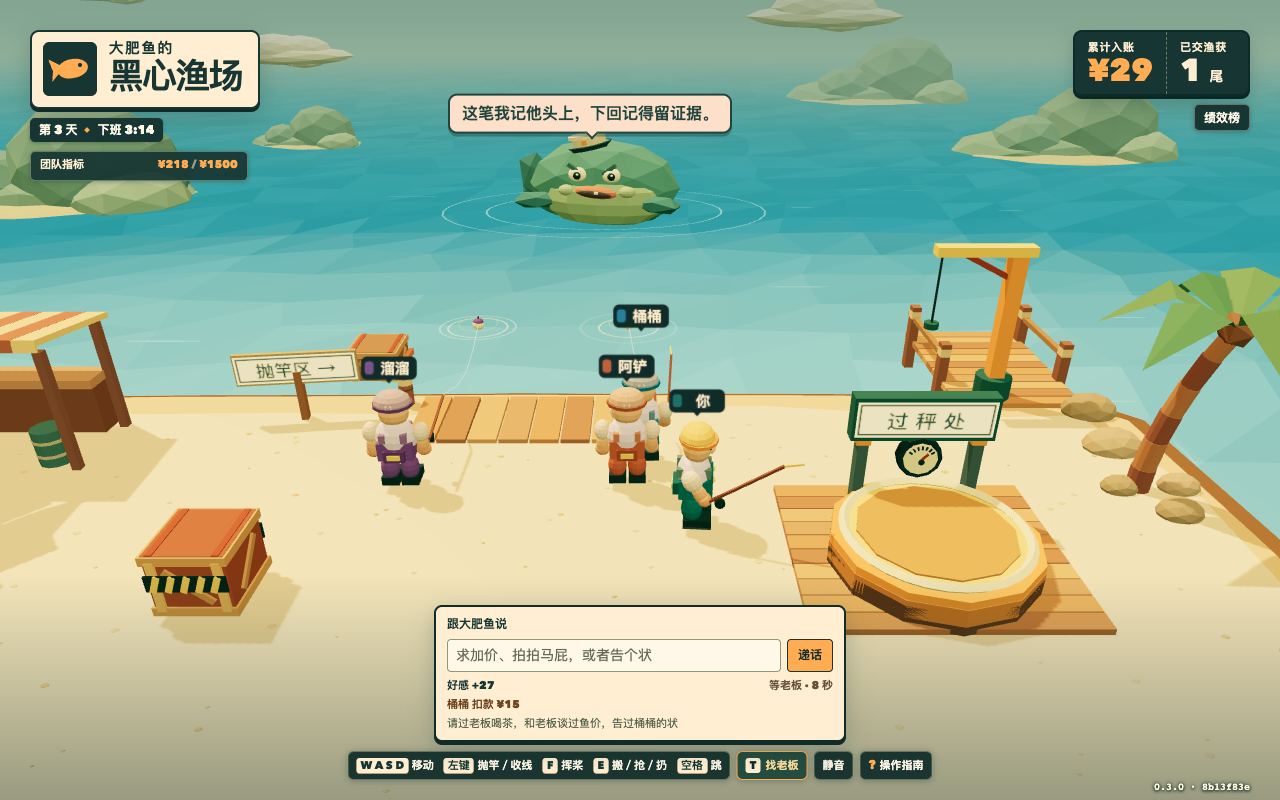 大肥鱼的
黑心渔场
第 3 天 • 下班 3:14
团队指标 ¥218 / ¥1500
累计入账
¥29
已交渔获
1 尾
绩效榜
这笔我记他头上，下回记得留证据。
抛竿区 →
溜溜
桶桶
阿铲
你
过秤处
跟大肥鱼说
求加价、拍拍马屁，或者告个状
递话
好感 +27
等老板 • 8 秒
桶桶 扣款 ¥15
请过老板喝茶，和老板谈过鱼价，告过桶桶的状
WASD 移动 左键 抛竿 / 收线 F 挥桨 E 搬 / 抢 / 扔 空格 跳
T 找老板
静音
? 操作指南
0.3.0 · 8b13f83e